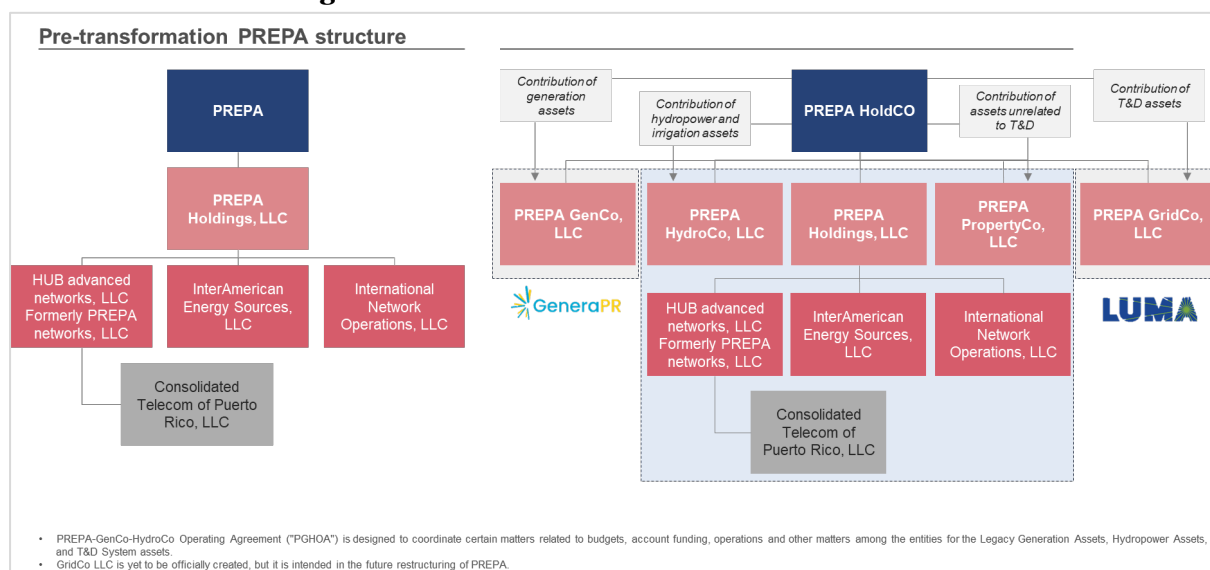 Pre-transformation PREPA structure
PREPA
PREPA
Holdings, LLC
HUB advanced
networks, LLC
Formerly PREPA
networks, LLC
InterAmerican
Energy Sources,
LLC
International
Network
Operations, LLC
Consolidated
Telecom of Puerto
Rico, LLC
Contribution of
generation
assets
Contribution of
hydropower and
irrigation assets
PREPA HoldCO
Contribution of
assets unrelated
to T&D
Contribution of
T&D assets
PREPA GenCo,
LLC
PREPA
HydroCo, LLC
PREPA
Holdings, LLC
PREPA
PropertyCo,
LLC
PREPA GridCo,
LLC
GeneraPR
LUMA
HUB advanced
networks, LLC
Formerly PREPA
networks, LLC
InterAmerican
Energy Sources,
LLC
International
Network
Operations, LLC
Consolidated
Telecom of
Puerto Rico, LLC
• PREPA-GenCo-HydroCo Operating Agreement ("PGHOA") is designed to coordinate certain matters related to budgets, account funding, operations and other matters among the entities for the Legacy Generation Assets, Hydropower Assets,
and T&D System assets.
• GridCo LLC is yet to be officially created, but it is intended in the future restructuring of PREPA.